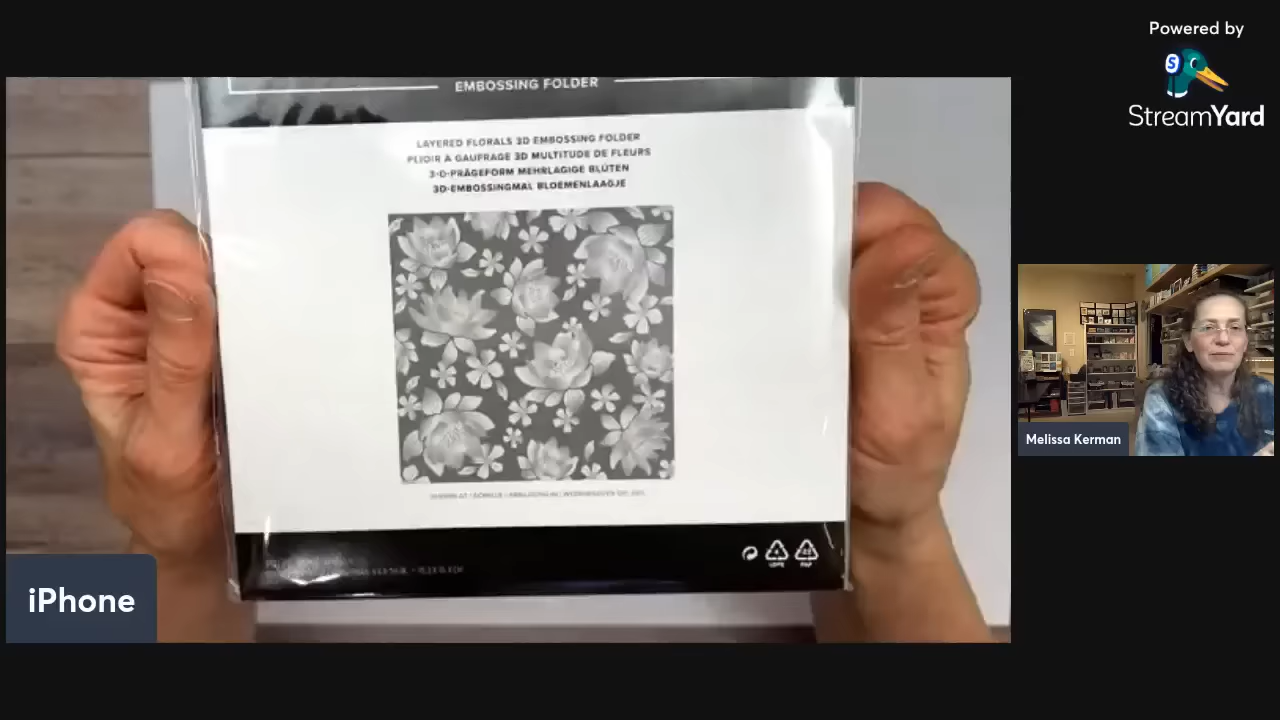 Powered by
S
StreamYard
EMBOSSING FOLDER
LAYERED FLORALS 3D EMBOSSING FOLDER
PLIOIR À GAUFRAGE 3D MULTITUDE DE FLEURS
3-D-PRÄGEFORM MEHRLAGIGE BLÜTEN
3D-EMBOSSINGMAL BLOEMENLAAGJE
Melissa Kerman
iPhone